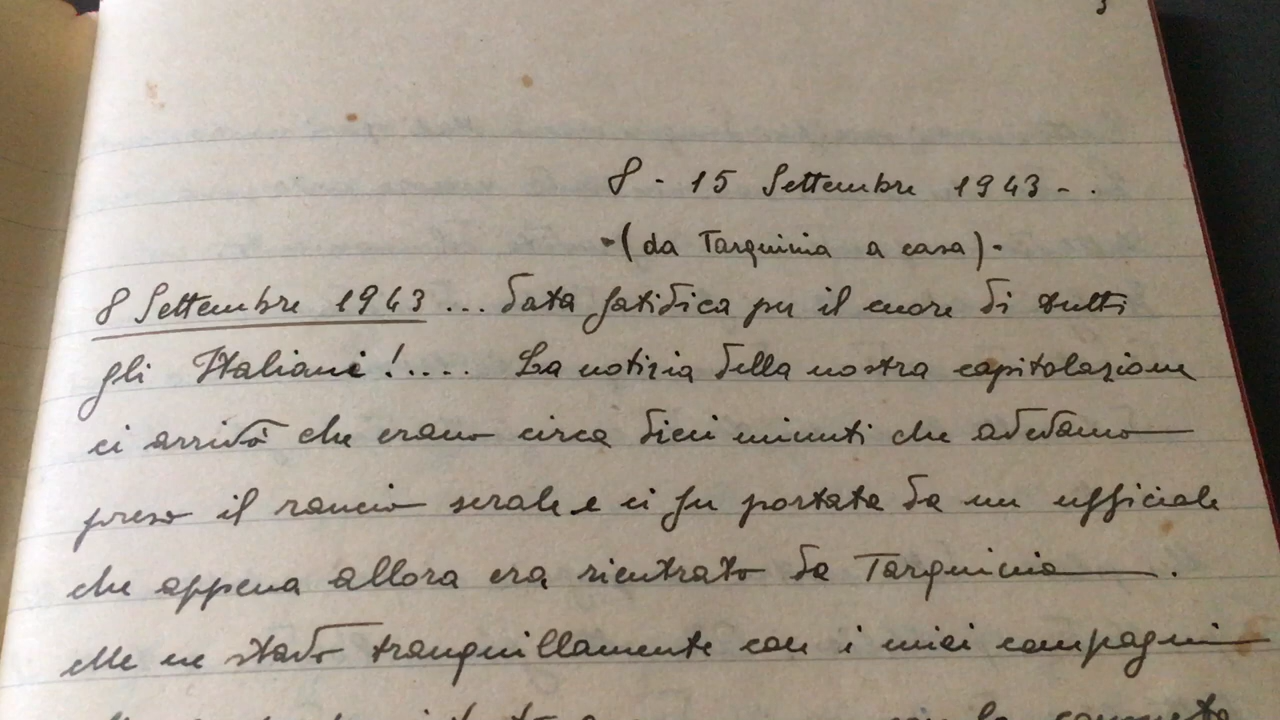 3
8 - 15 Settembre 1943 - .
- (da Tarquinia a casa) -
8 Settembre 1943 ... data fatidica per il cuore di tutti
gli Italiani!.... La notizia della nostra capitolazione
ci arrivò che erano circa dieci minuti che avevamo
preso il rancio serale e ci fu portata da un ufficiale
che appena allora era rientrato da Tarquinia.
Me ne stavo tranquillamente con i miei compagni
con la